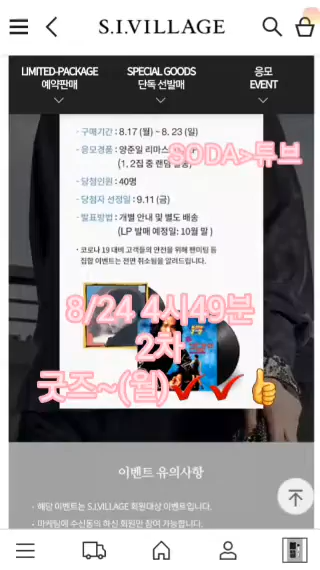 S.I.VILLAGE
LIMITED-PACKAGE
예약판매
SPECIAL GOODS
단독 선발매
응모
EVENT
· 구매기간 : 8.17 (월) ~ 8. 23 (일)
SODA>튜브
· 응모경품 : 양준일 리마스
(1, 2집 중 랜덤
· 당첨인원 : 40명
· 당첨자 선정일 : 9.11 (금)
· 발표방법 : 개별 안내 및 별도 배송
(LP 발매 예정일: 10월 말 )
• 코로나 19 대비 고객들의 안전을 위해 팬미팅 등
집합 이벤트는 전면 취소됨을 알려드립니다.
8/24 4시49분
2차
굿즈~(월)✔✔👍
이벤트 유의사항
· 해당 이벤트는 S.I.VILLAGE 회원대상 이벤트입니다.
· 마케팅에 수신동의 하신 회원만 참여 가능합니다.